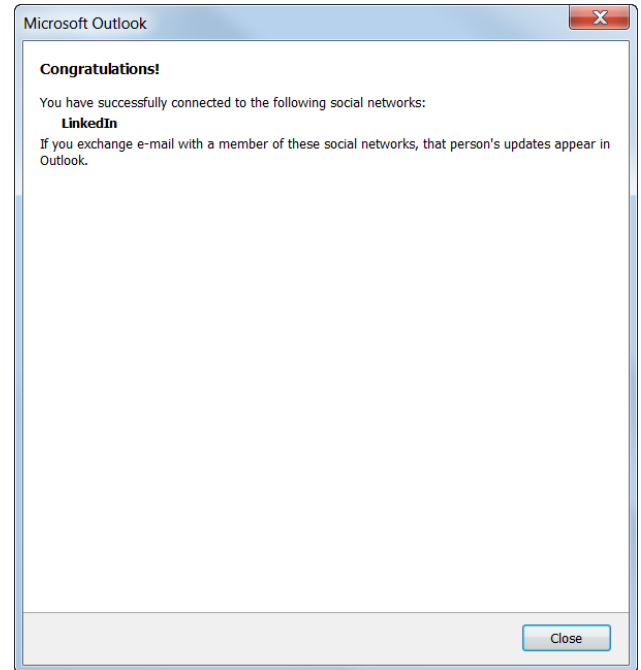 Microsoft Outlook
Congratulations!
You have successfully connected to the following social networks:
LinkedIn
If you exchange e-mail with a member of these social networks, that person's updates appear in
Outlook.
Close